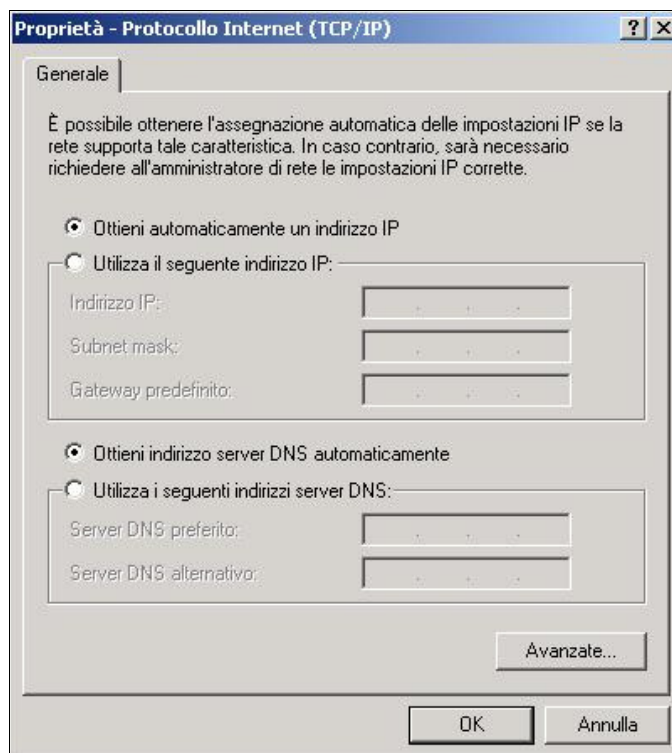 Proprietà - Protocollo Internet (TCP/IP)
Generale
È possibile ottenere l'assegnazione automatica delle impostazioni IP se la
rete supporta tale caratteristica. In caso contrario, sarà necessario
richiedere all'amministratore di rete le impostazioni IP corrette.
Ottieni automaticamente un indirizzo IP
Utilizza il seguente indirizzo IP:
Indirizzo IP:
Subnet mask:
Gateway predefinito:
Ottieni indirizzo server DNS automaticamente
Utilizza i seguenti indirizzi server DNS:
Server DNS preferito:
Server DNS alternativo:
Avanzate...
OK Annulla